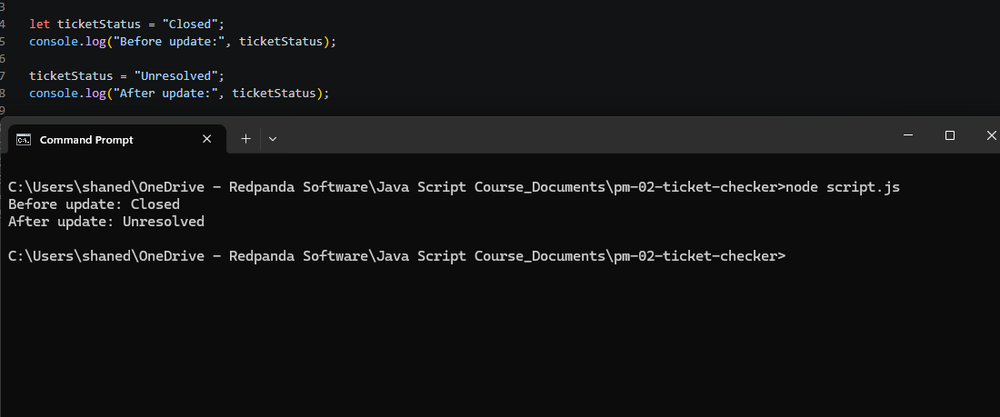 3
4 let ticketStatus = "Closed";
5 console.log("Before update:", ticketStatus);
6
7 ticketStatus = "Unresolved";
8 console.log("After update:", ticketStatus);
9
Command Prompt
C:\Users\shaned\OneDrive - Redpanda Software\Java Script Course_Documents\pm-02-ticket-checker>node script.js
Before update: Closed
After update: Unresolved
C:\Users\shaned\OneDrive - Redpanda Software\Java Script Course_Documents\pm-02-ticket-checker>